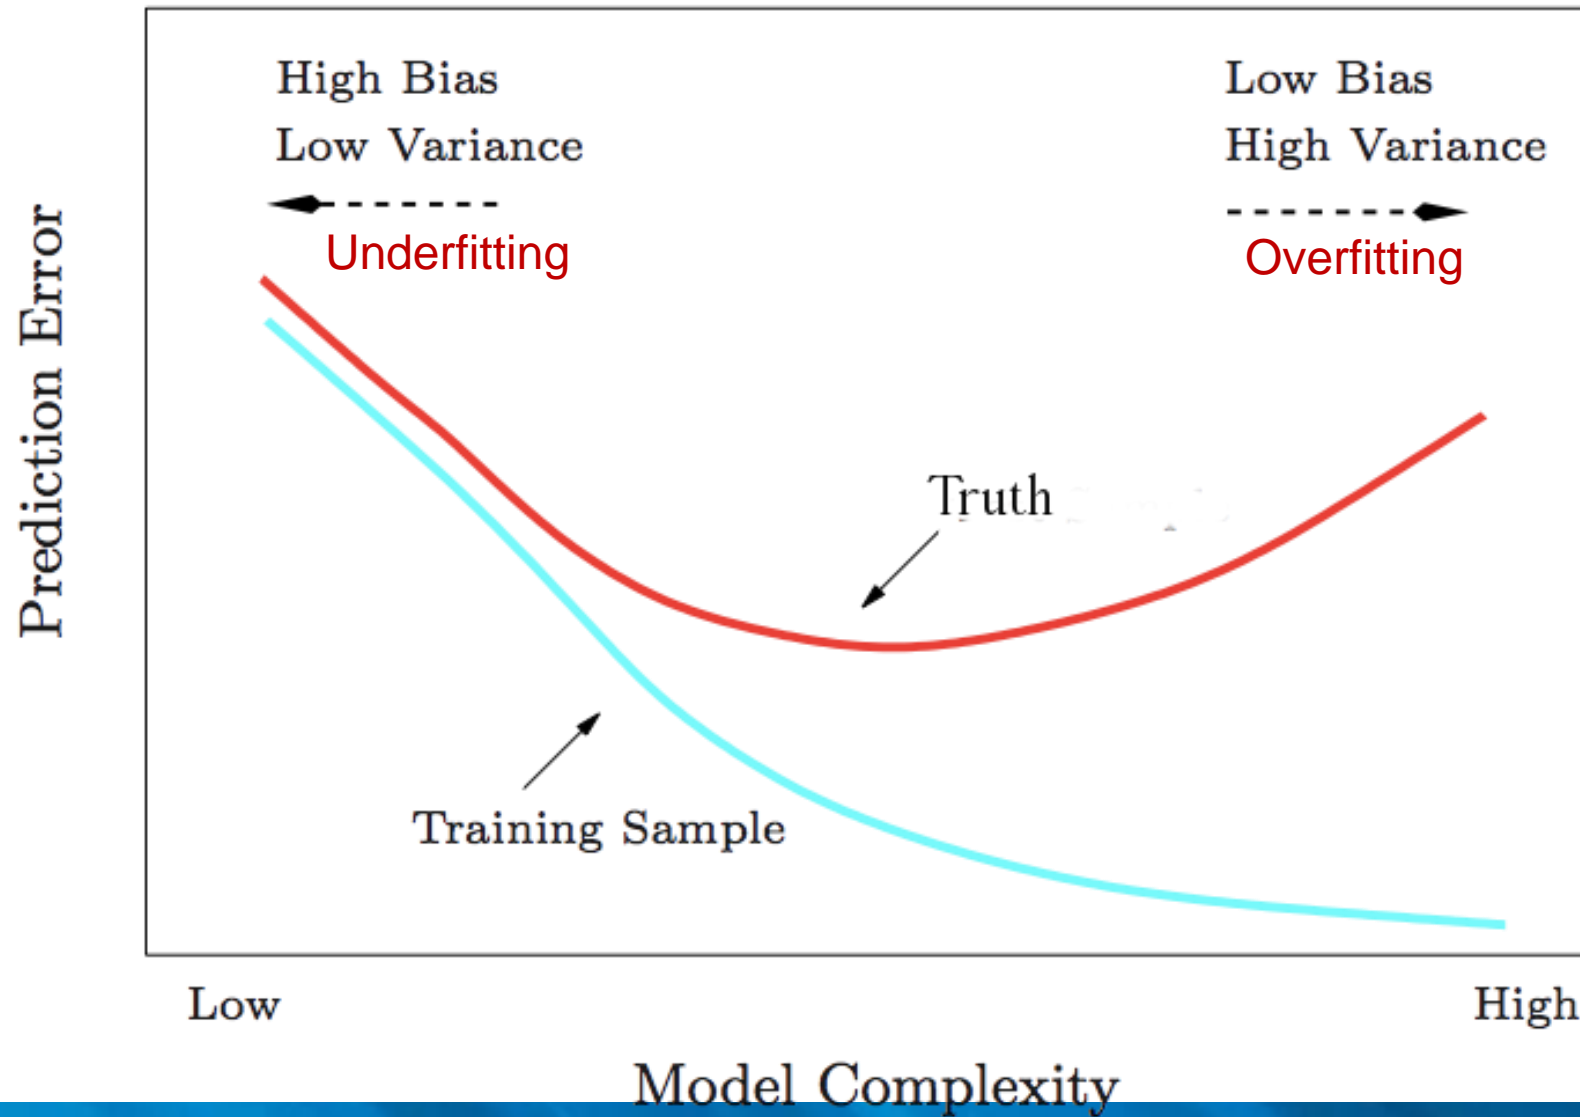 High Bias
Low Variance
Underfitting
Low Bias
High Variance
Overfitting
Prediction Error
Truth
Training Sample
Low
High
Model Complexity